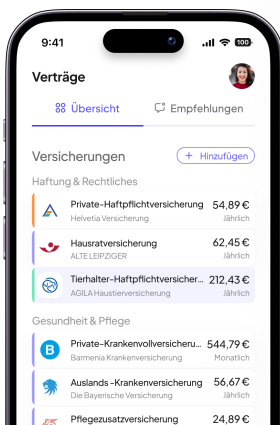 9:41
100
Verträge
Übersicht
Empfehlungen
Versicherungen
+ Hinzufügen
Haftung & Rechtliches
Private-Haftpflichtversicherung 54,89 €
Helvetia Versicherung Jährlich
Hausratversicherung 62,45 €
ALTE LEIPZIGER Jährlich
Tierhalter-Haftpflichtversicher... 212,43 €
AGILA Haustierversicherung Jährlich
Gesundheit & Pflege
B
Private-Krankenvollversicheru... 544,79 €
Barmenia Krankenversicherung Monatlich
Auslands-Krankenversicherung 56,67 €
Die Bayerische Versicherung Jährlich
Pflegezusatzversicherung 24,89 €